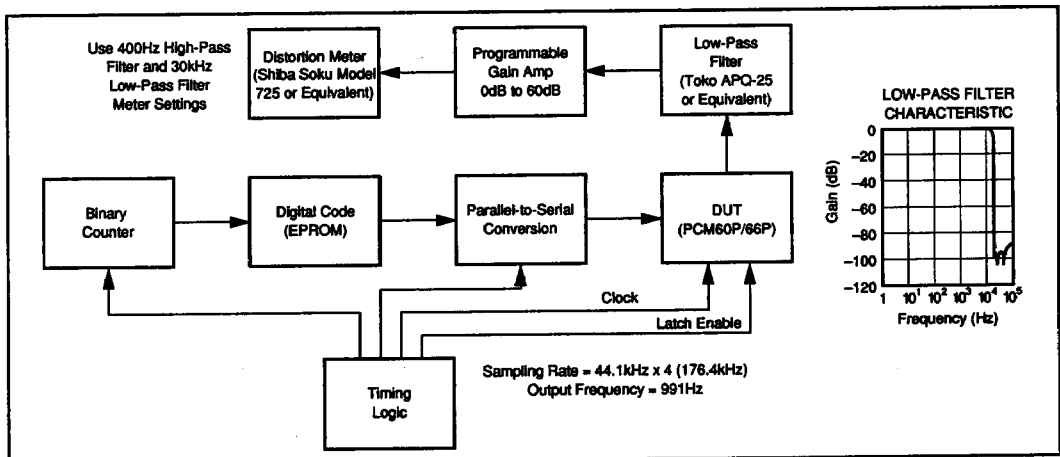 Use 400Hz High-Pass
Filter and 30kHz
Low-Pass Filter
Meter Settings
Distortion Meter
(Shiba Soku Model
725 or Equivalent)
Programmable
Gain Amp
0dB to 60dB
Low-Pass
Filter
(Toko APQ-25
or Equivalent)
LOW-PASS FILTER
CHARACTERISTIC
Gain (dB)
0
–20
–40
–60
–80
–100
–120
1 10¹ 10² 10³ 10⁴ 10⁵
Frequency (Hz)
Binary
Counter
Digital Code
(EPROM)
Parallel-to-Serial
Conversion
DUT
(PCM60P/66P)
Clock
Latch Enable
Timing
Logic
Sampling Rate = 44.1kHz x 4 (176.4kHz)
Output Frequency = 991Hz